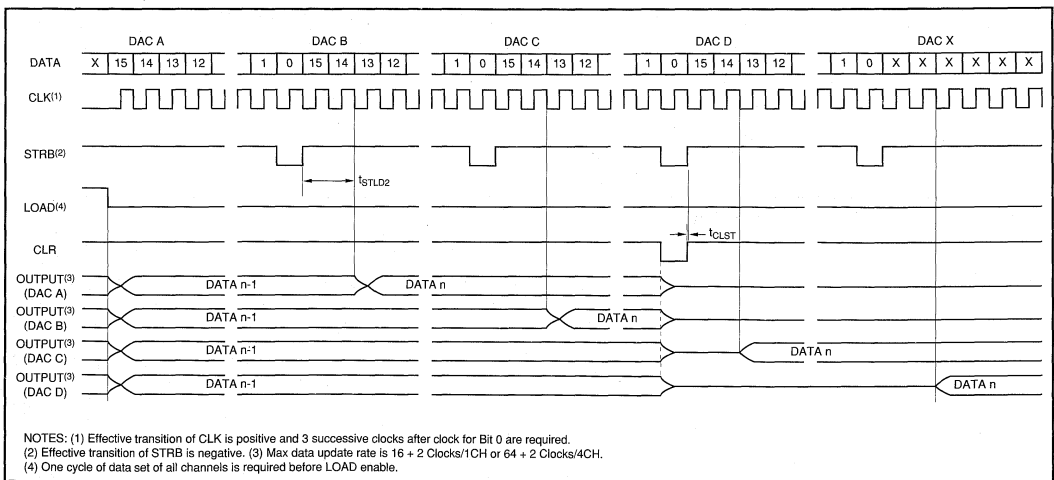 DAC A DAC B DAC C DAC D DAC X
DATA X 15 14 13 12 1 0 15 14 13 12 1 0 15 14 13 12 1 0 15 14 13 12 1 0 X X X X X X
CLK(1)
STRB(2)
tSTLD2
LOAD(4)
tCLST
CLR
OUTPUT(3)
(DAC A)
DATA n-1 DATA n
OUTPUT(3)
(DAC B)
DATA n-1 DATA n
OUTPUT(3)
(DAC C)
DATA n-1 DATA n
OUTPUT(3)
(DAC D)
DATA n-1 DATA n
NOTES: (1) Effective transition of CLK is positive and 3 successive clocks after clock for Bit 0 are required.
(2) Effective transition of STRB is negative. (3) Max data update rate is 16 + 2 Clocks/1CH or 64 + 2 Clocks/4CH.
(4) One cycle of data set of all channels is required before LOAD enable.